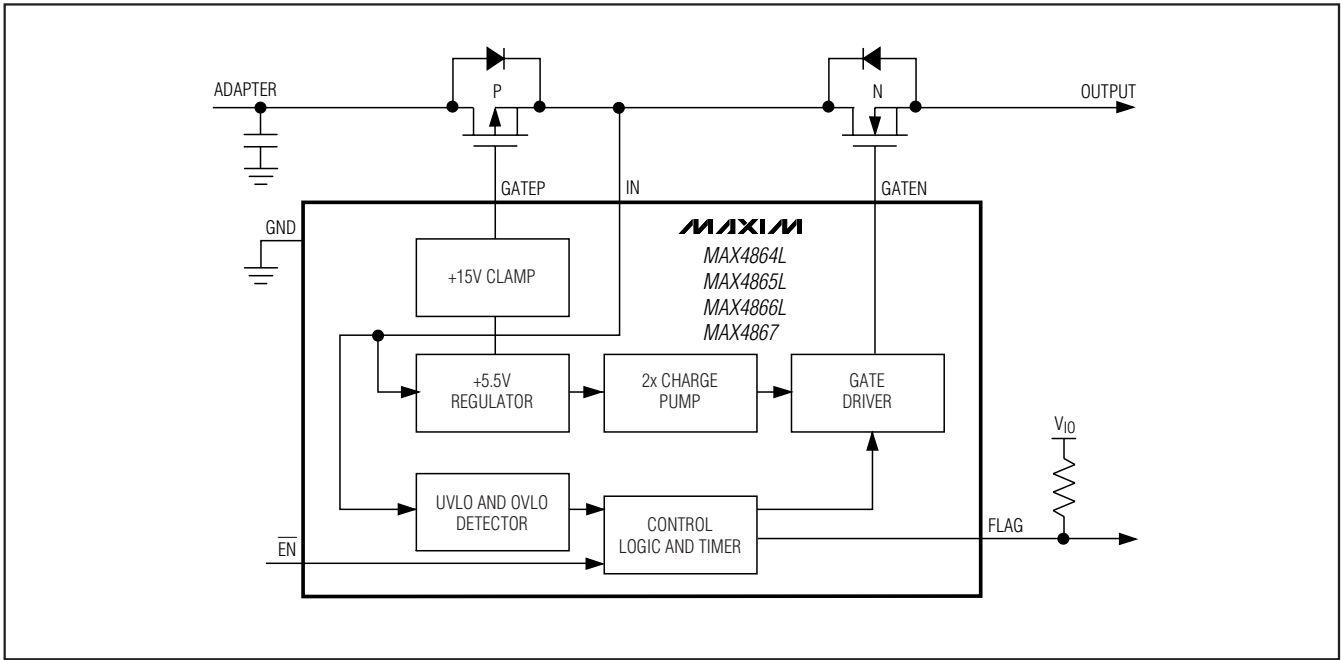 ADAPTER
P
N
OUTPUT
GATEP
IN
GATEN
GND
MAXIM
MAX4864L
MAX4865L
MAX4866L
MAX4867
+15V CLAMP
+5.5V
REGULATOR
2x CHARGE
PUMP
GATE
DRIVER
VIO
UVLO AND OVLO
DETECTOR
CONTROL
LOGIC AND TIMER
FLAG
EN